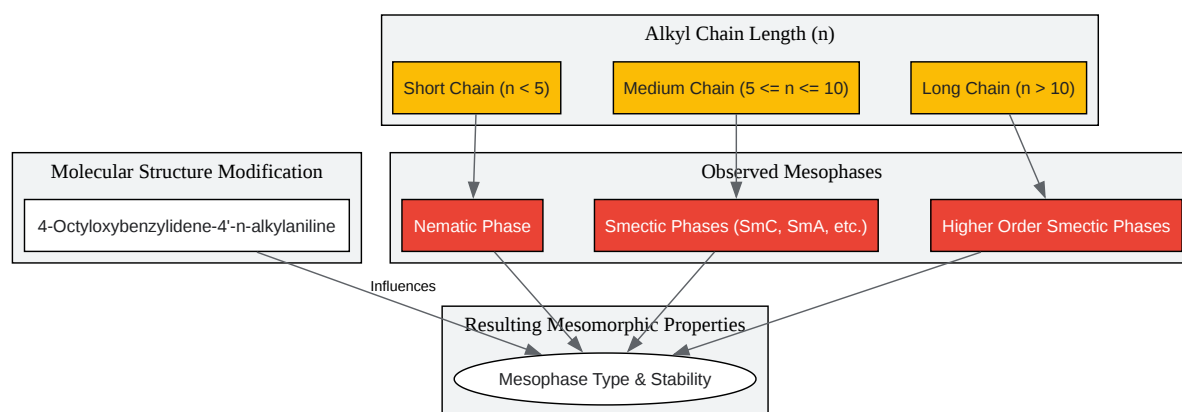 Alkyl Chain Length (n)
Short Chain (n < 5)
Medium Chain (5 <= n <= 10)
Long Chain (n > 10)
Molecular Structure Modification
4-Octyloxybenzylidene-4'-n-alkylaniline
Observed Mesophases
Nematic Phase
Smectic Phases (SmC, SmA, etc.)
Higher Order Smectic Phases
Influences
Resulting Mesomorphic Properties
Mesophase Type & Stability